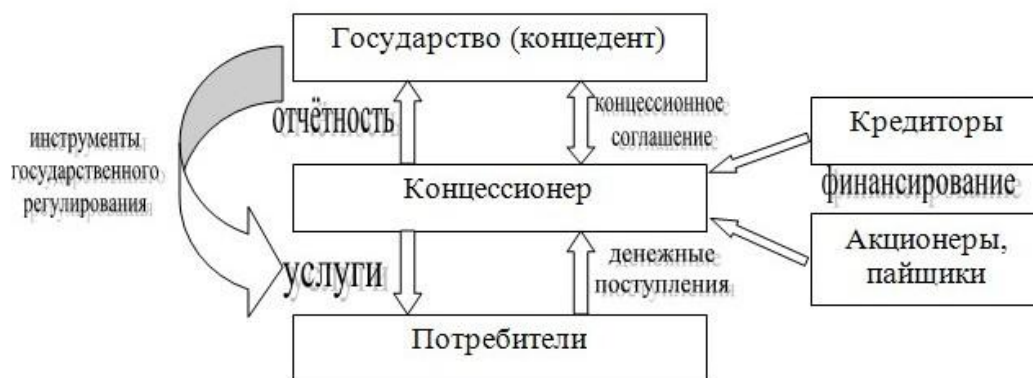 Государство (концедент)
отчётность
концессионное
соглашение
инструменты
государственного
регулирования
Кредиторы
Концессионер
финансирование
Акционеры,
пайщики
услуги
денежные
поступления
Потребители